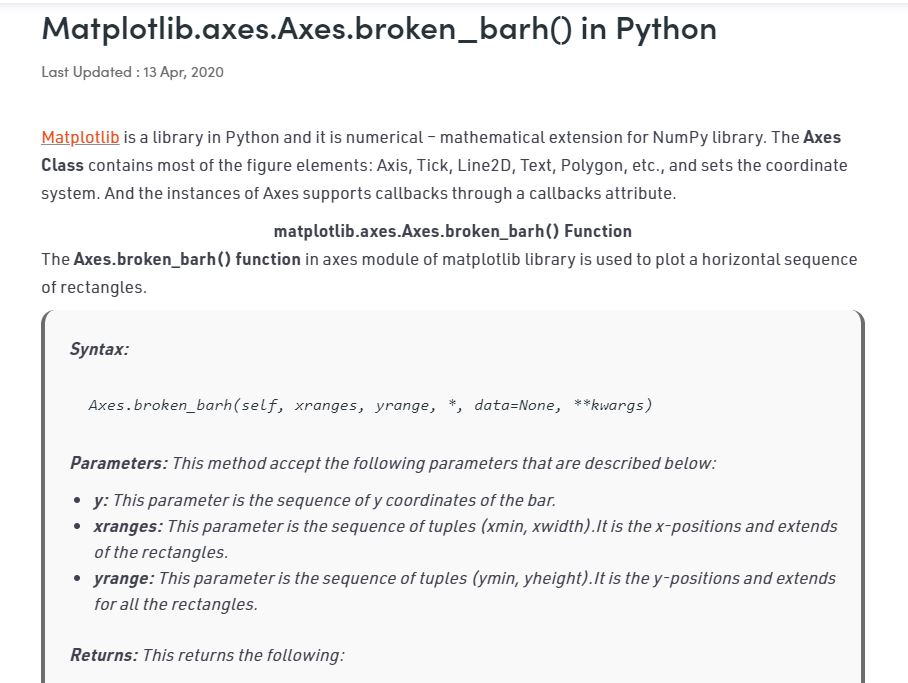 Matplotlib.axes.Axes.broken_barh() in Python
Last Updated : 13 Apr, 2020
Matplotlib is a library in Python and it is numerical – mathematical extension for NumPy library. The Axes
Class contains most of the figure elements: Axis, Tick, Line2D, Text, Polygon, etc., and sets the coordinate
system. And the instances of Axes supports callbacks through a callbacks attribute.
matplotlib.axes.Axes.broken_barh() Function
The Axes.broken_barh() function in axes module of matplotlib library is used to plot a horizontal sequence
of rectangles.
Syntax:
Axes.broken_barh(self, xranges, yrange, *, data=None, **kwargs)
Parameters: This method accept the following parameters that are described below:
• y: This parameter is the sequence of y coordinates of the bar.
• xranges: This parameter is the sequence of tuples (xmin, xwidth).It is the x-positions and extends
of the rectangles.
• yrange: This parameter is the sequence of tuples (ymin, yheight).It is the y-positions and extends
for all the rectangles.
Returns: This returns the following: